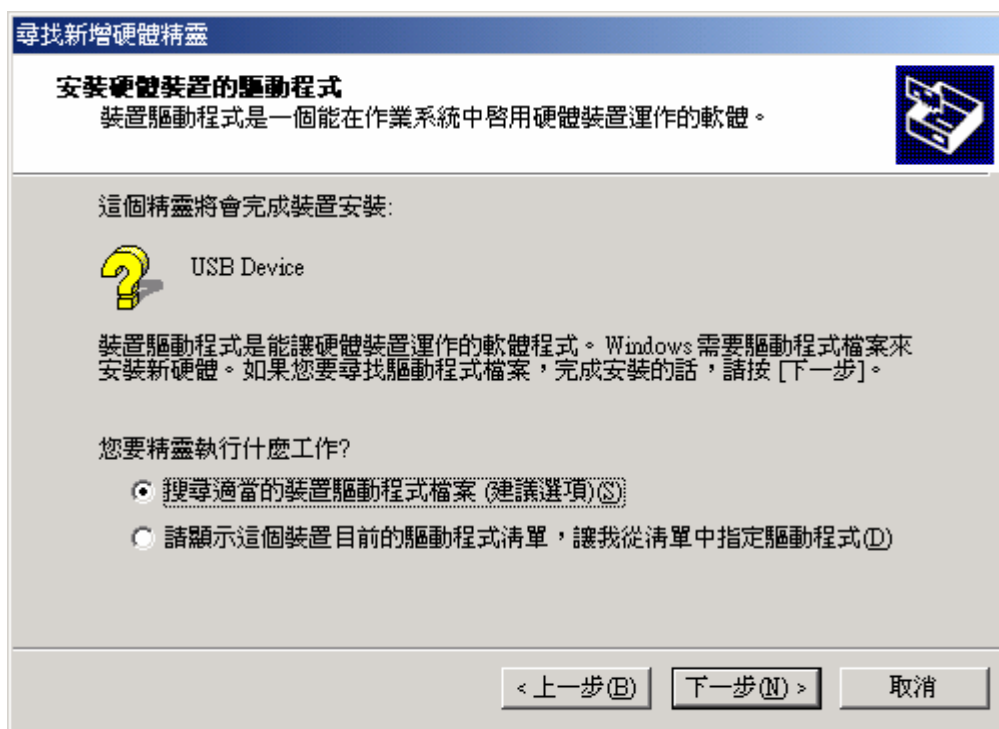 尋找新增硬體精靈
安裝硬體裝置的驅動程式
裝置驅動程式是一個能在作業系統中啓用硬體裝置運作的軟體。
這個精靈將會完成裝置安裝:
USB Device
裝置驅動程式是能讓硬體裝置運作的軟體程式。Windows 需要驅動程式檔案來
安裝新硬體。如果您要尋找驅動程式檔案，完成安裝的話，請按 [下一步]。
您要精靈執行什麼工作?
搜尋適當的裝置驅動程式檔案 (建議選項)(S)
請顯示這個裝置目前的驅動程式清單，讓我從清單中指定驅動程式(D)
< 上一步(B) 下一步(N) > 取消